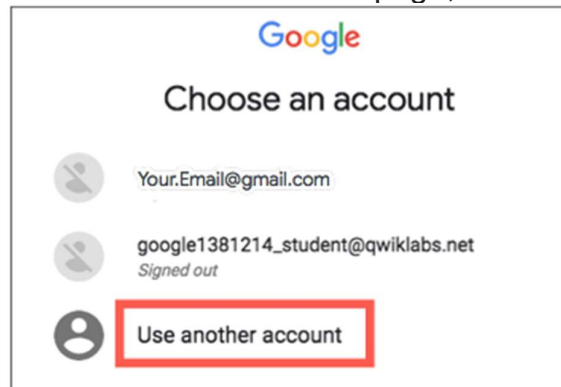 Google
Choose an account
Your.Email@gmail.com
google1381214_student@qwiklabs.net
Signed out
Use another account